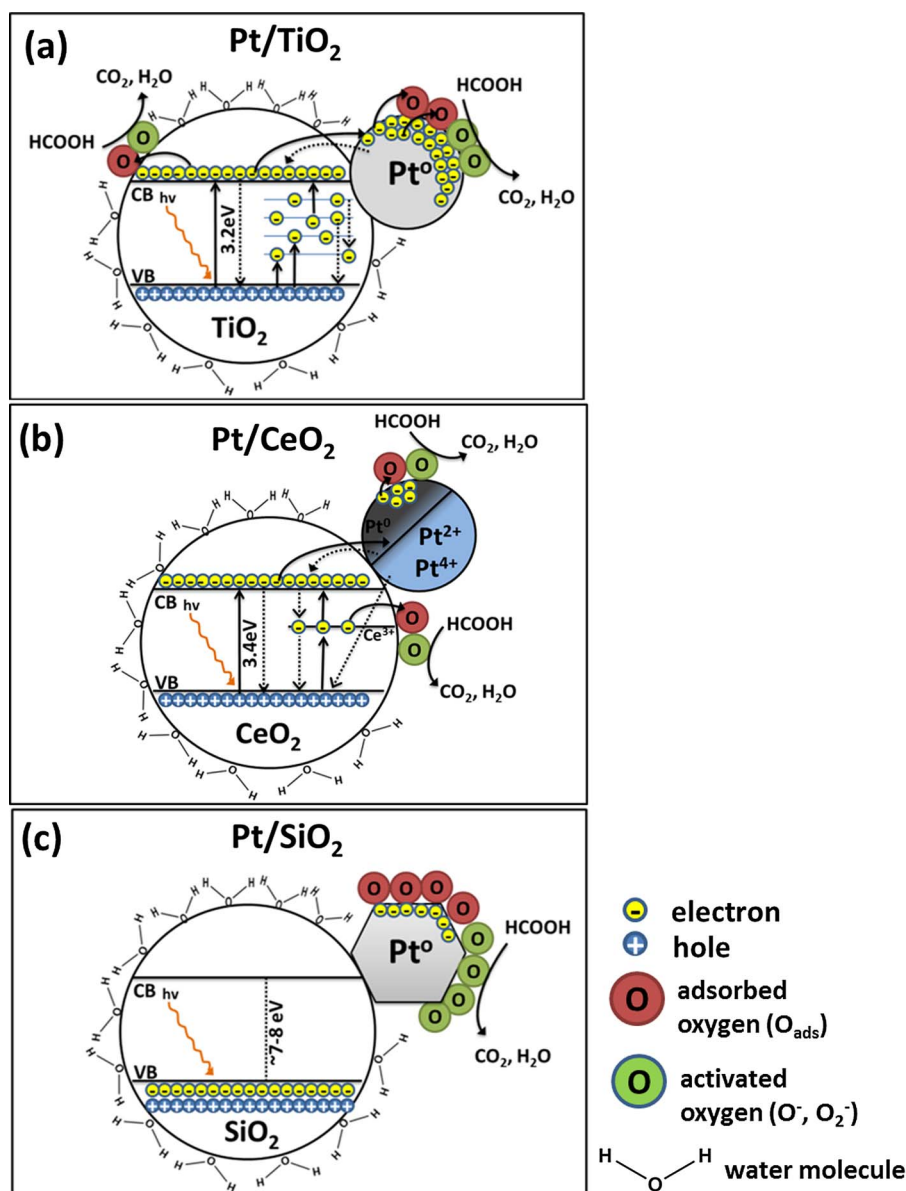 (a)
Pt/TiO₂
CO₂, H₂O
HCOOH
O
O
HCOOH
O
O
O
O
Pt⁰
CO₂, H₂O
CB
hν
3.2eV
VB
TiO₂
(b)
Pt/CeO₂
HCOOH
CO₂, H₂O
O
O
Pt⁰
Pt²⁺
Pt⁴⁺
CB
hν
3.4eV
Ce³⁺
O
O
HCOOH
CO₂, H₂O
VB
CeO₂
(c)
Pt/SiO₂
O
O
O
O
O
O
O
O
HCOOH
Pt⁰
CO₂, H₂O
CB
hν
~7-8 eV
VB
SiO₂
electron
hole
O
adsorbed
oxygen (Oₐds)
O
activated
oxygen (O⁻, O₂⁻)
H
H
O
water molecule